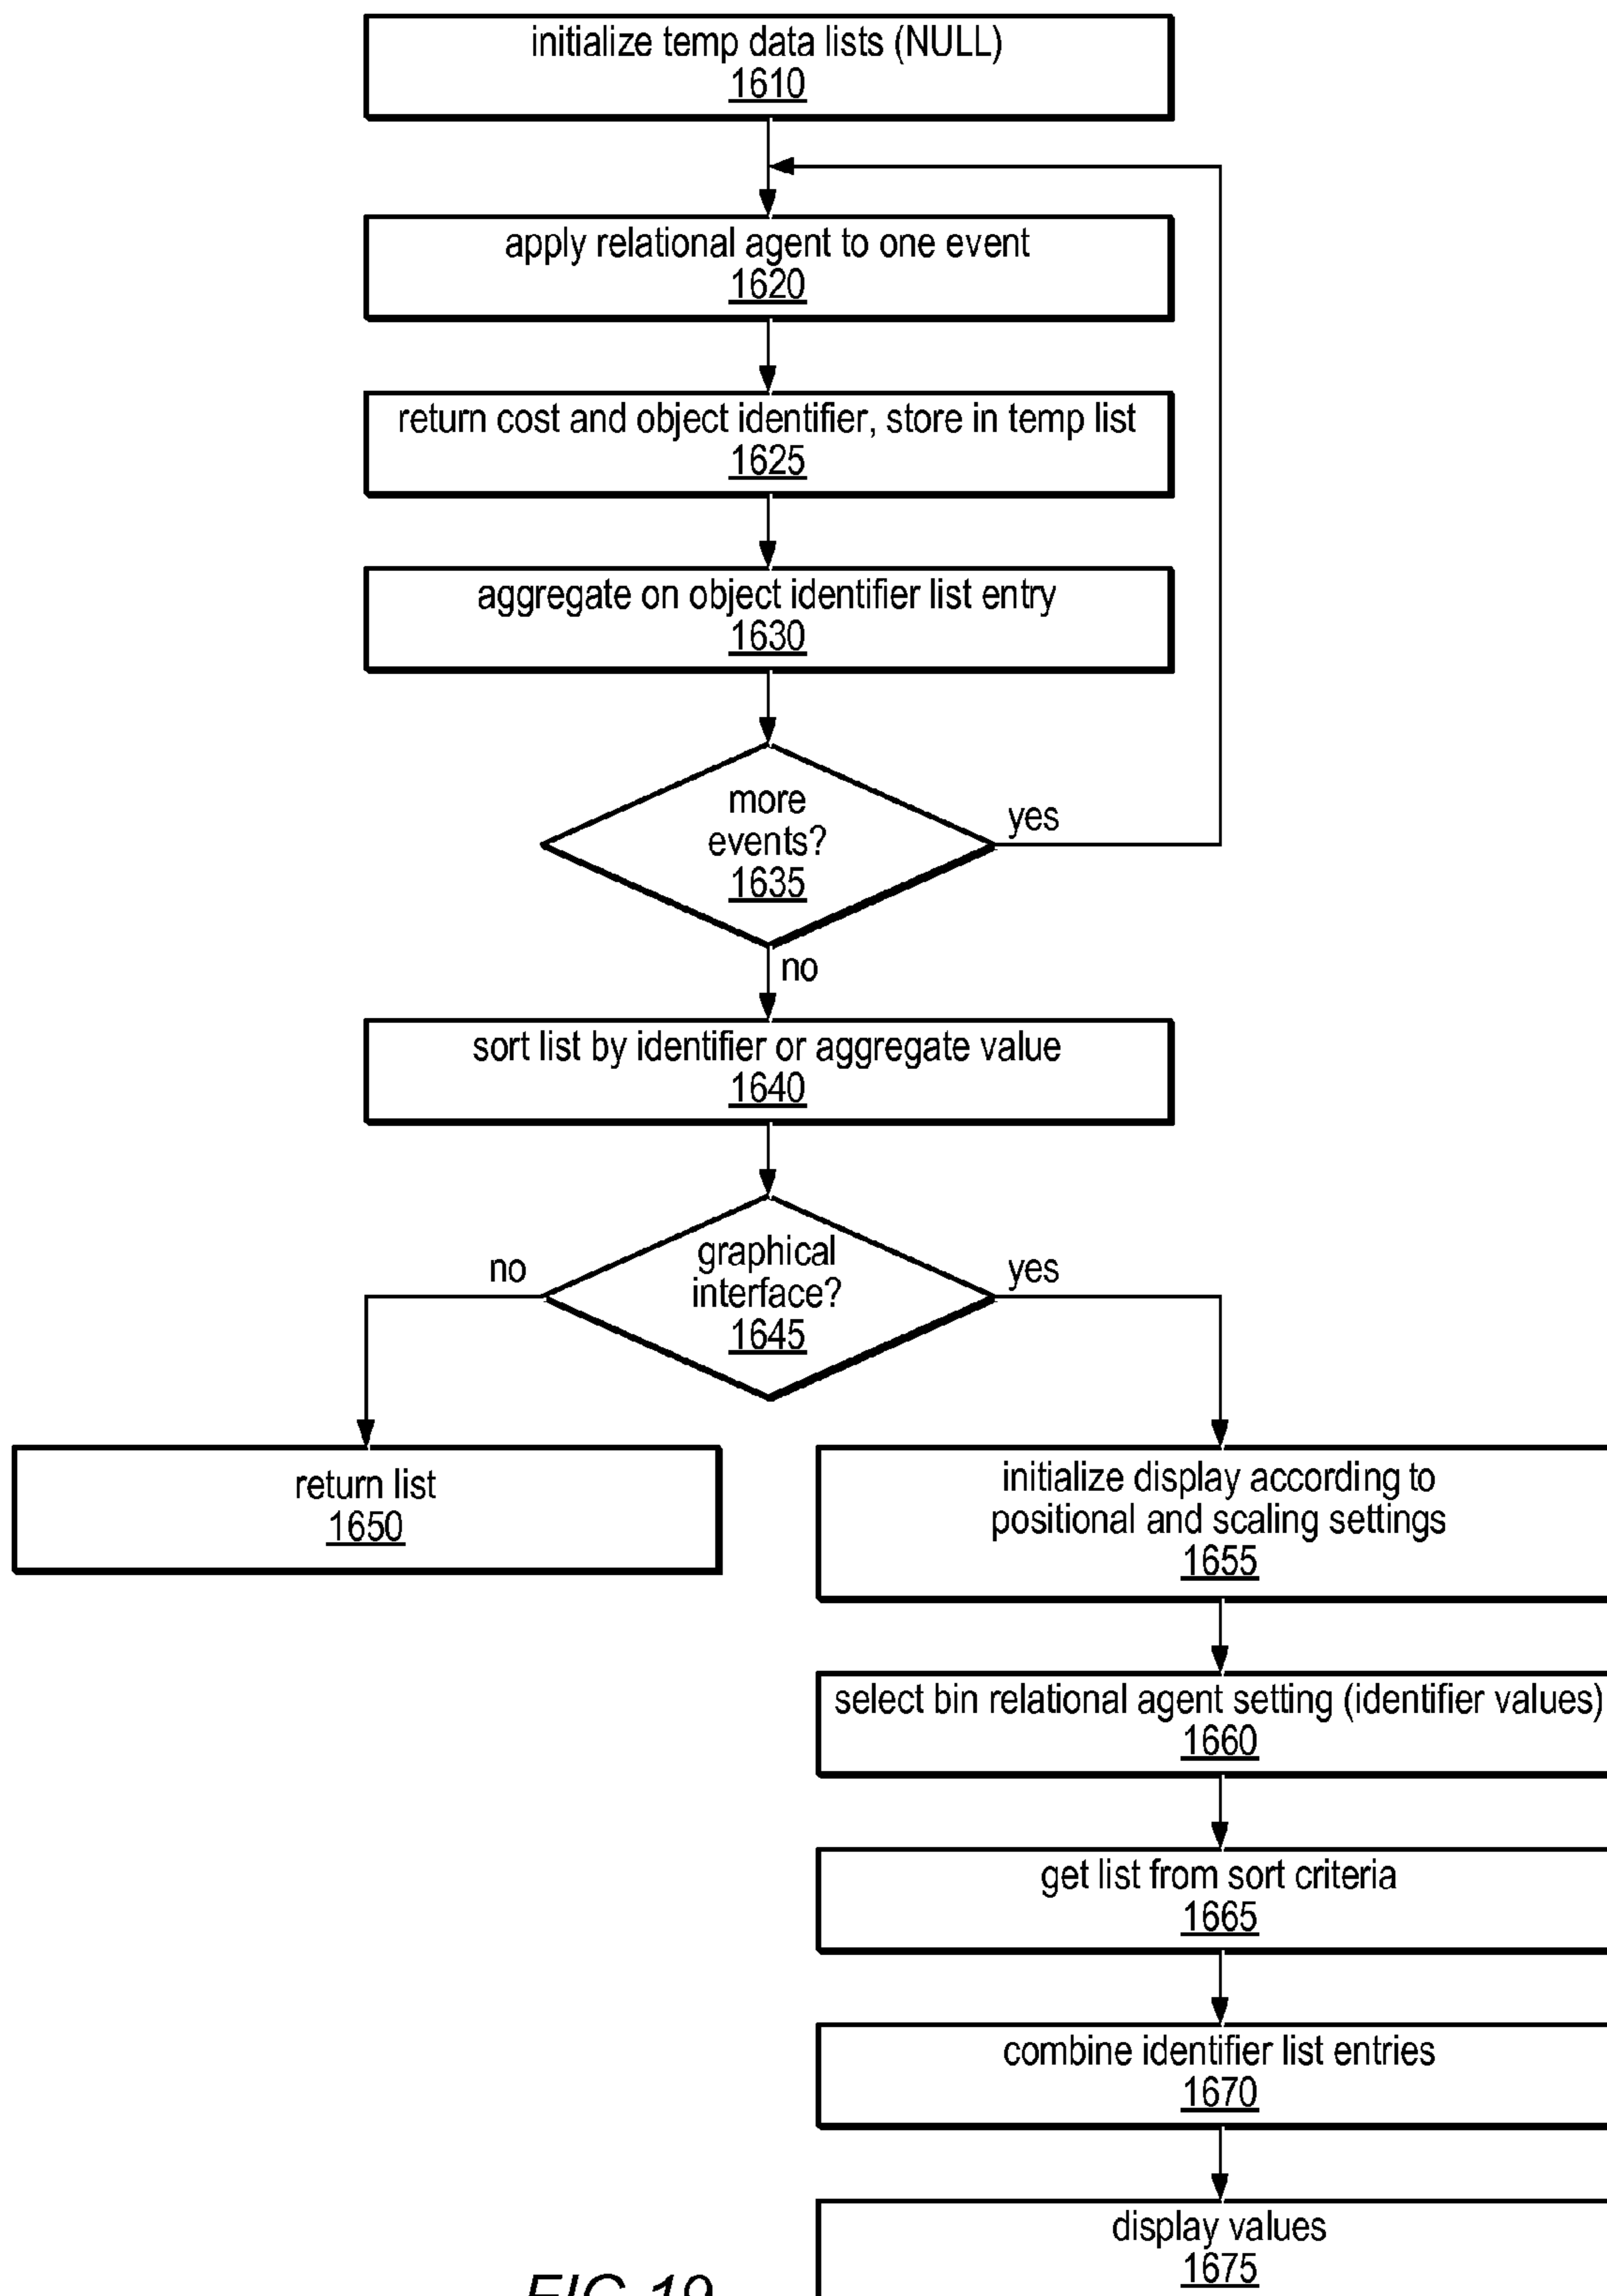 initialize temp data lists (NULL)
1610
apply relational agent to one event
1620
return cost and object identifier, store in temp list
1625
aggregate on object identifier list entry
1630
more
events?
1635
yes
no
sort list by identifier or aggregate value
1640
graphical
interface?
1645
no
yes
return list
1650
initialize display according to
positional and scaling settings
1655
select bin relational agent setting (identifier values)
1660
get list from sort criteria
1665
combine identifier list entries
1670
display values
1675
FIG. 19